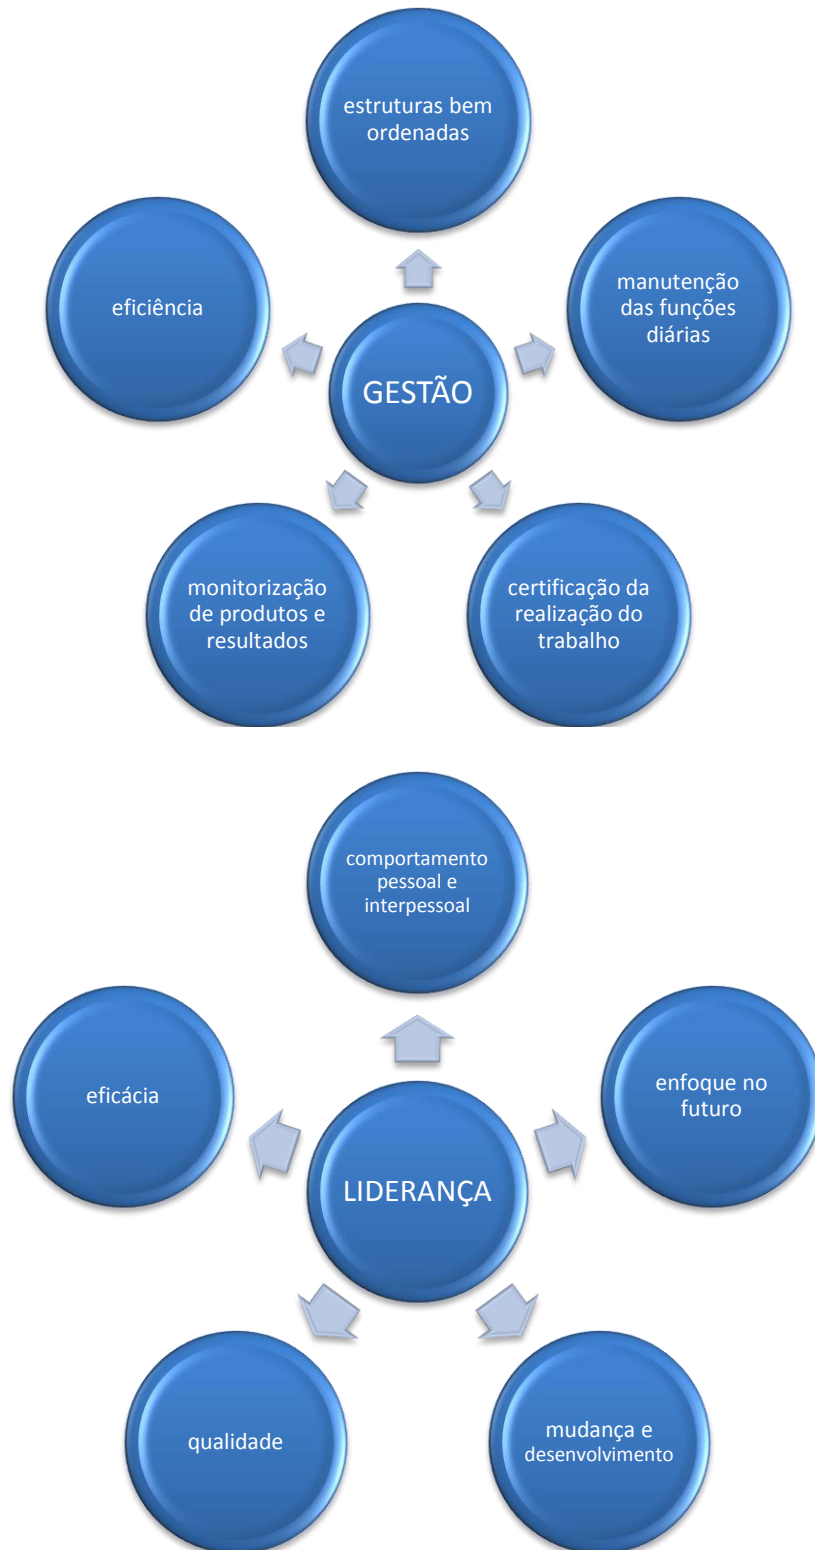 estruturas bem
ordenadas
eficiência
manutenção
das funções
diárias
GESTÃO
monitorização
de produtos e
resultados
certificação da
realização do
trabalho
comportamento
pessoal e
interpessoal
eficácia
enfoque no
futuro
LIDERANÇA
qualidade
mudança e
desenvolvimento